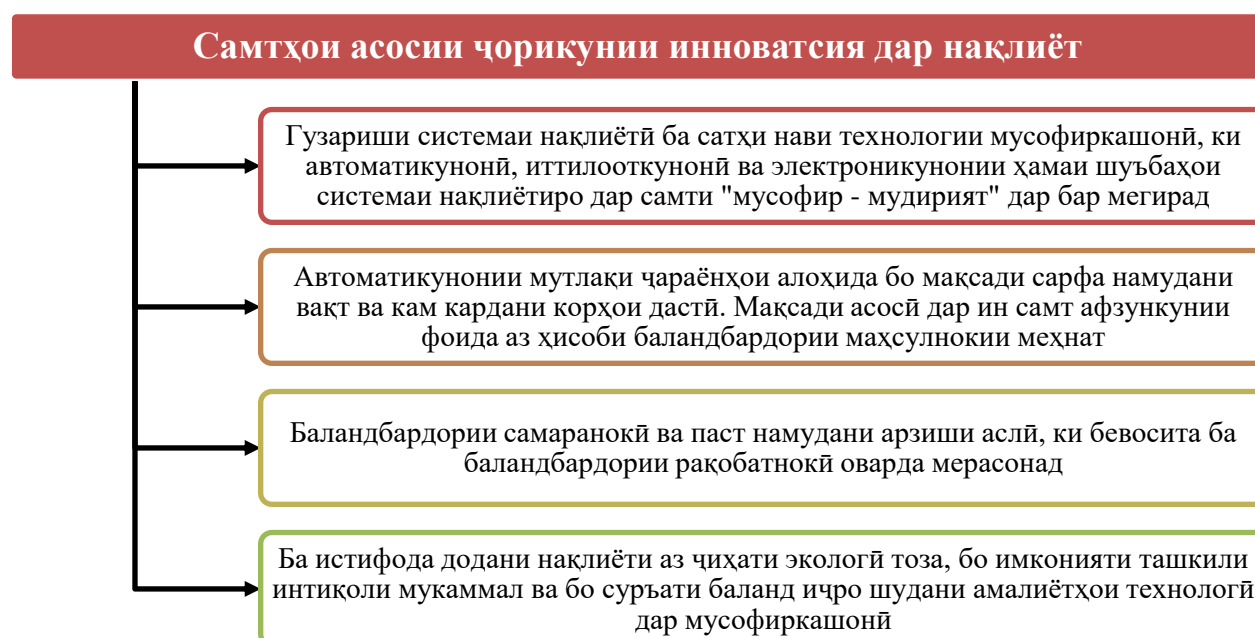 Самтҳои асосии ҷорикунии инноватсия дар нақлиёт
Гузариши системаи нақлиётӣ ба сатҳи нави технологии мусофиркашонӣ, ки
автоматикунонӣ, иттилооткунонӣ ва электроникунонии ҳамаи шуъбаҳои
системаи нақлиётиро дар самти "мусофир - мудирият" дар бар мегирад
Автоматикунонии мутлақи ҷараёнҳои алоҳида бо мақсади сарфа намудани
вақт ва кам кардани корҳои дастӣ. Мақсади асосӣ дар ин самт афзункунии
фоида аз ҳисоби баландбардории маҳсулнокии меҳнат
Баландбардории самаранокӣ ва паст намудани арзиши аслӣ, ки бевосита ба
баландбардории рақобатнокӣ оварда мерасонад
Ба истифода додани нақлиёти аз ҷиҳати экологӣ тоза, бо имконияти ташкили
интиқоли мукаммал ва бо суръати баланд иҷро шудани амалиётҳои технологӣ
дар мусофиркашонӣ